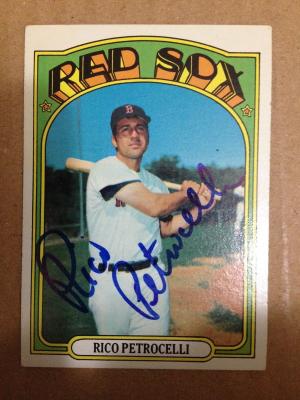 RED SOX
B
Rico
Petrocelli
RICO PETROCELLI